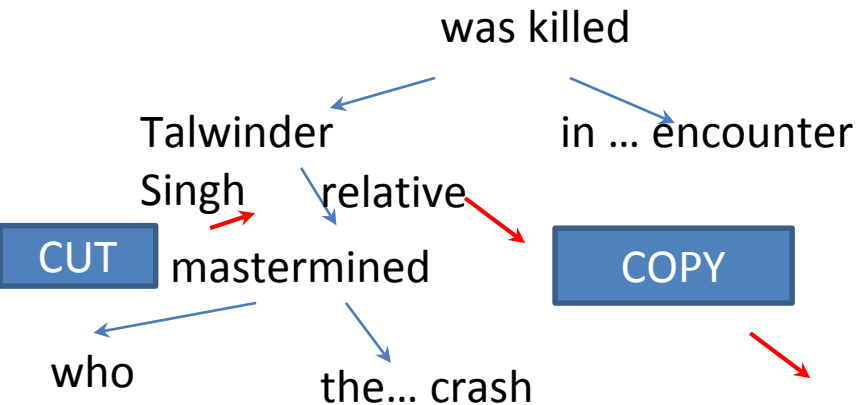 was killed
Talwinder
Singh
in … encounter
relative
CUT
mastermined
COPY
who
the… crash